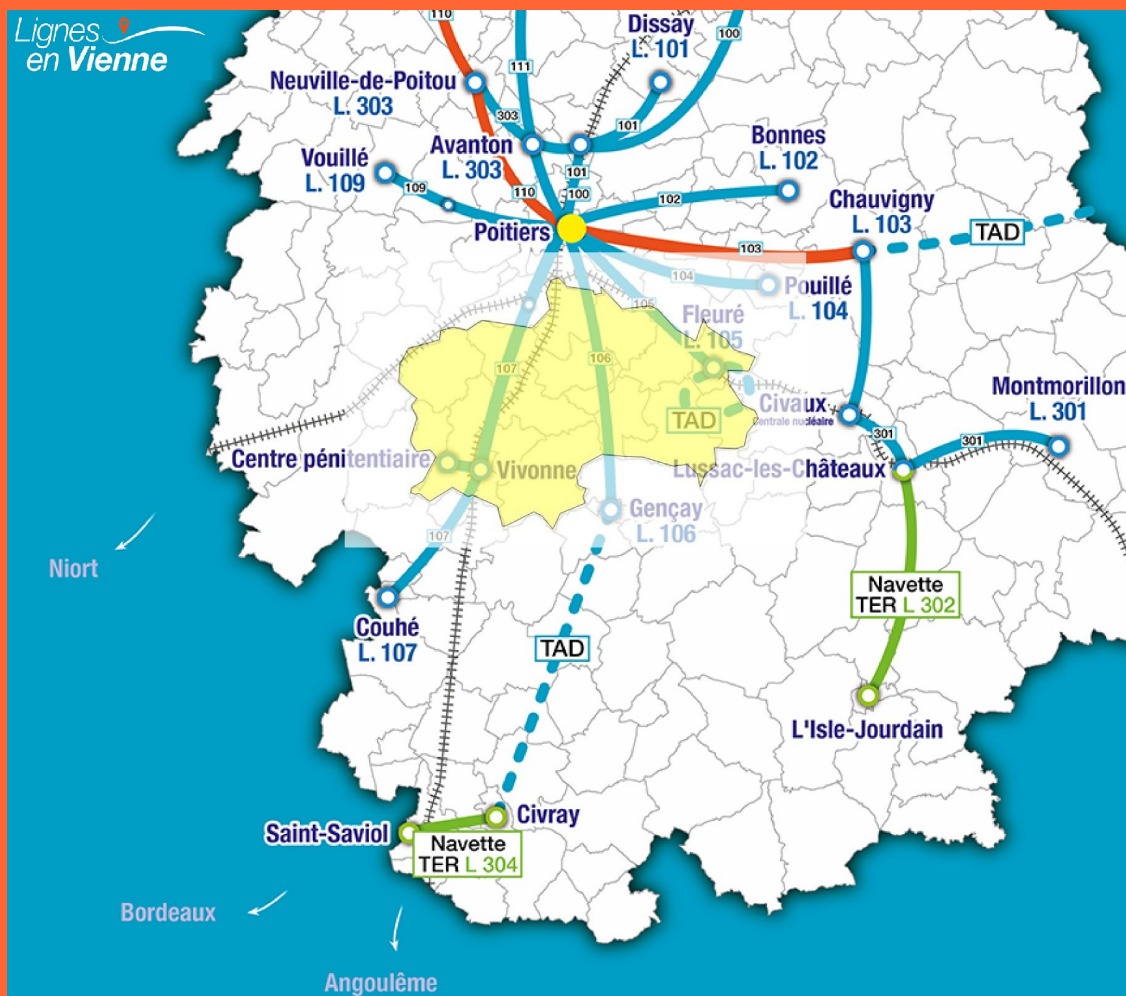 Lignes
en Vienne
110
100
Dissay
L. 101
111
Neuville-de-Poitou
L. 303
303
101
Avanton
L. 303
Bonnes
L. 102
Vouillé
L. 109
109
110
101
100
102
Chauvigny
L. 103
Poitiers
103
TAD
104
Pouillé
L. 104
105
Fleuré
L. 105
107
106
Montmorillon
L. 301
TAD
Civaux
Centrale nucléaire
301
301
Centre pénitentiaire
Vivonne
Lussac-les-Châteaux
Gençay
L. 106
107
Niort
Navette
TER L 302
Couhé
L. 107
TAD
L'Isle-Jourdain
Civray
Saint-Saviol
Navette
TER L 304
Bordeaux
Angoulême